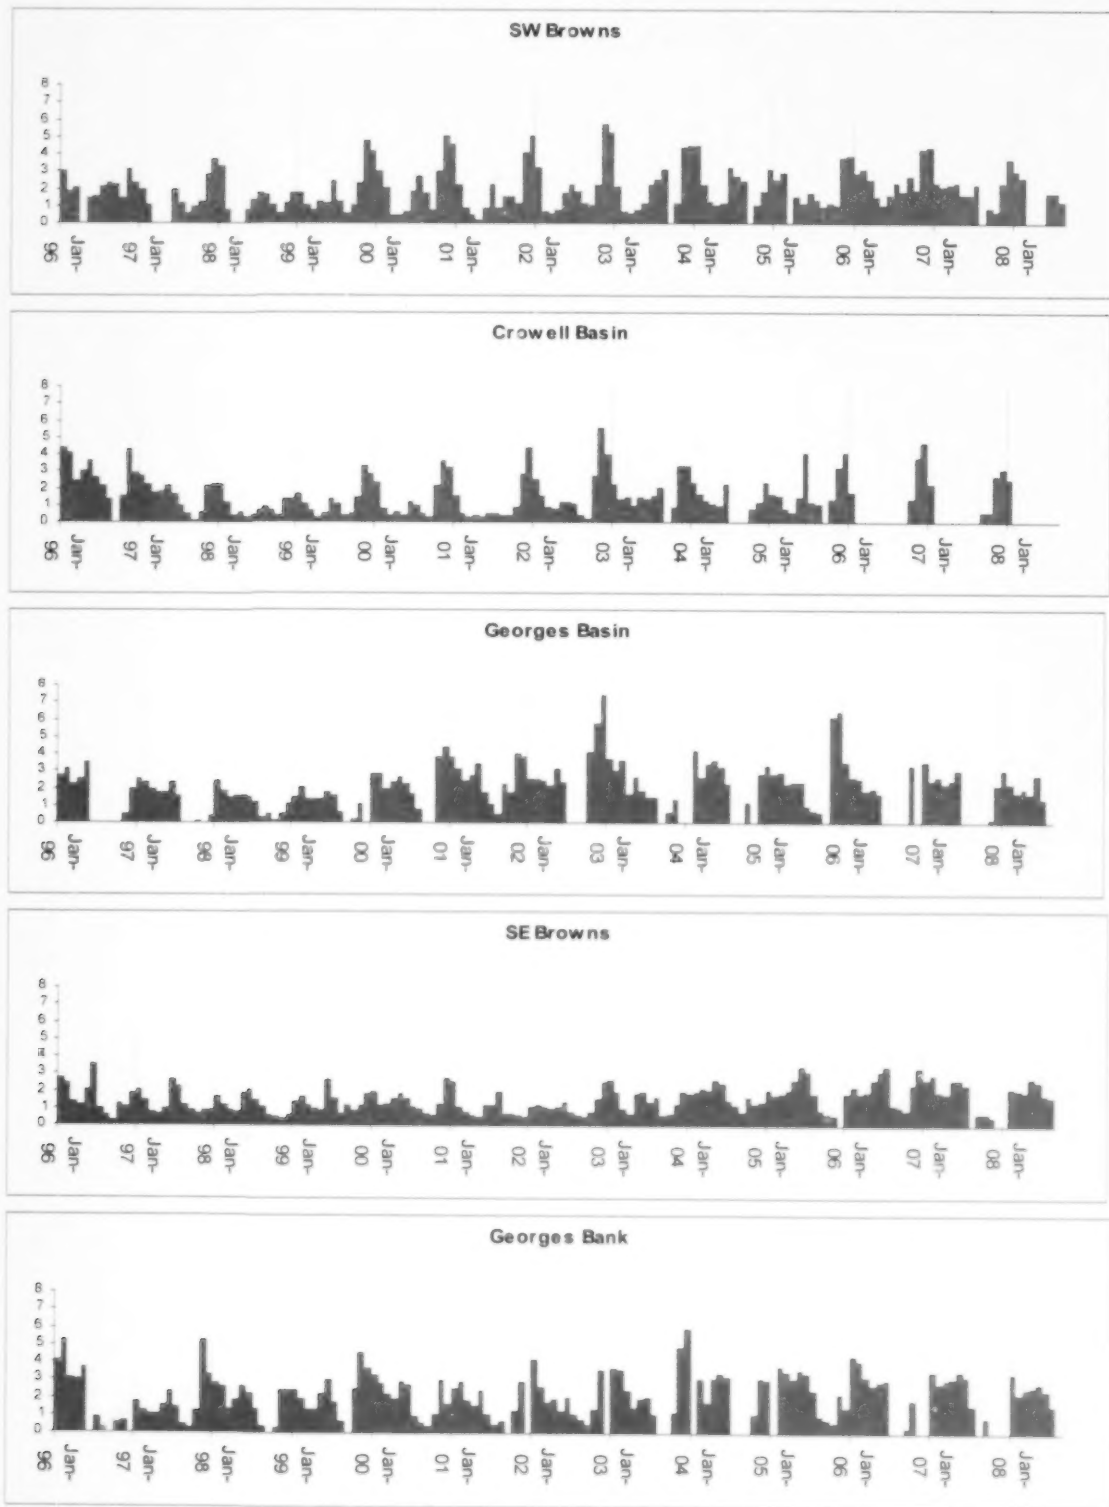 SW Browns
8
7
6
5
4
3
2
1
0
Jan-96
Jan-97
Jan-98
Jan-99
Jan-00
Jan-01
Jan-02
Jan-03
Jan-04
Jan-05
Jan-06
Jan-07
Jan-08
Crowell Basin
8
7
6
5
4
3
2
1
0
Jan-96
Jan-97
Jan-98
Jan-99
Jan-00
Jan-01
Jan-02
Jan-03
Jan-04
Jan-05
Jan-06
Jan-07
Jan-08
Georges Basin
8
7
6
5
4
3
2
1
0
Jan-96
Jan-97
Jan-98
Jan-99
Jan-00
Jan-01
Jan-02
Jan-03
Jan-04
Jan-05
Jan-06
Jan-07
Jan-08
SE Browns
8
7
6
5
3
2
1
0
Jan-96
Jan-97
Jan-98
Jan-99
Jan-00
Jan-01
Jan-02
Jan-03
Jan-04
Jan-05
Jan-06
Jan-07
Jan-08
Georges Bank
8
7
6
5
4
3
2
1
0
Jan-96
Jan-97
Jan-98
Jan-99
Jan-00
Jan-01
Jan-02
Jan-03
Jan-04
Jan-05
Jan-06
Jan-07
Jan-08